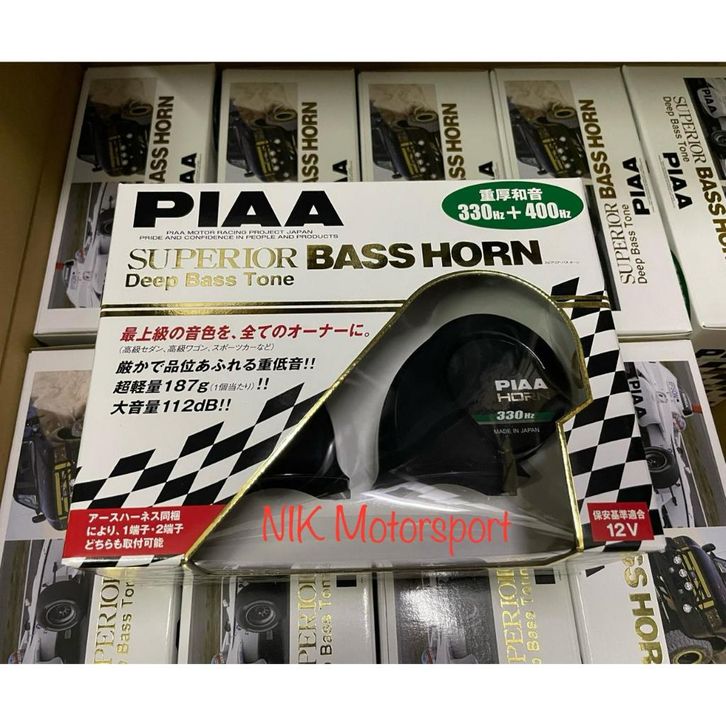 SUPERIOR BASS HORN
Deep Bass Tone
PIAA
PIAA
重厚和音
330Hz+400Hz
PIAA MOTOR RACING PROJECT JAPAN
PRIDE AND CONFIDENCE IN PEOPLE AND PRODUCTS
SUPERIOR BASS HORN
Deep Bass Tone
最上級の音色を、全てのオーナーに。
(高級セダン、高級ワゴン、スポーツカーなど)
厳かで品位あふれる重低音!!
超軽量187g(1個当たり)!!
大音量112dB!!
PIAA
HORN
330Hz
MADE IN JAPAN
アースハーネス同梱
により、1端子・2端子
どちらも取付可能
NIK Motorsport
保安基準適合
12V